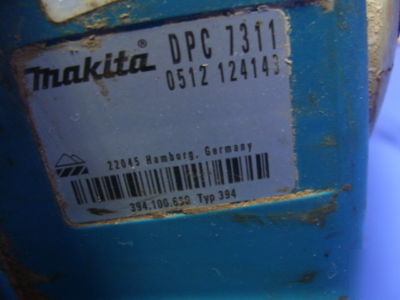 makita® DPC 7311
0512 124143
22045 Hamburg, Germany
394.100.630 Typ 394